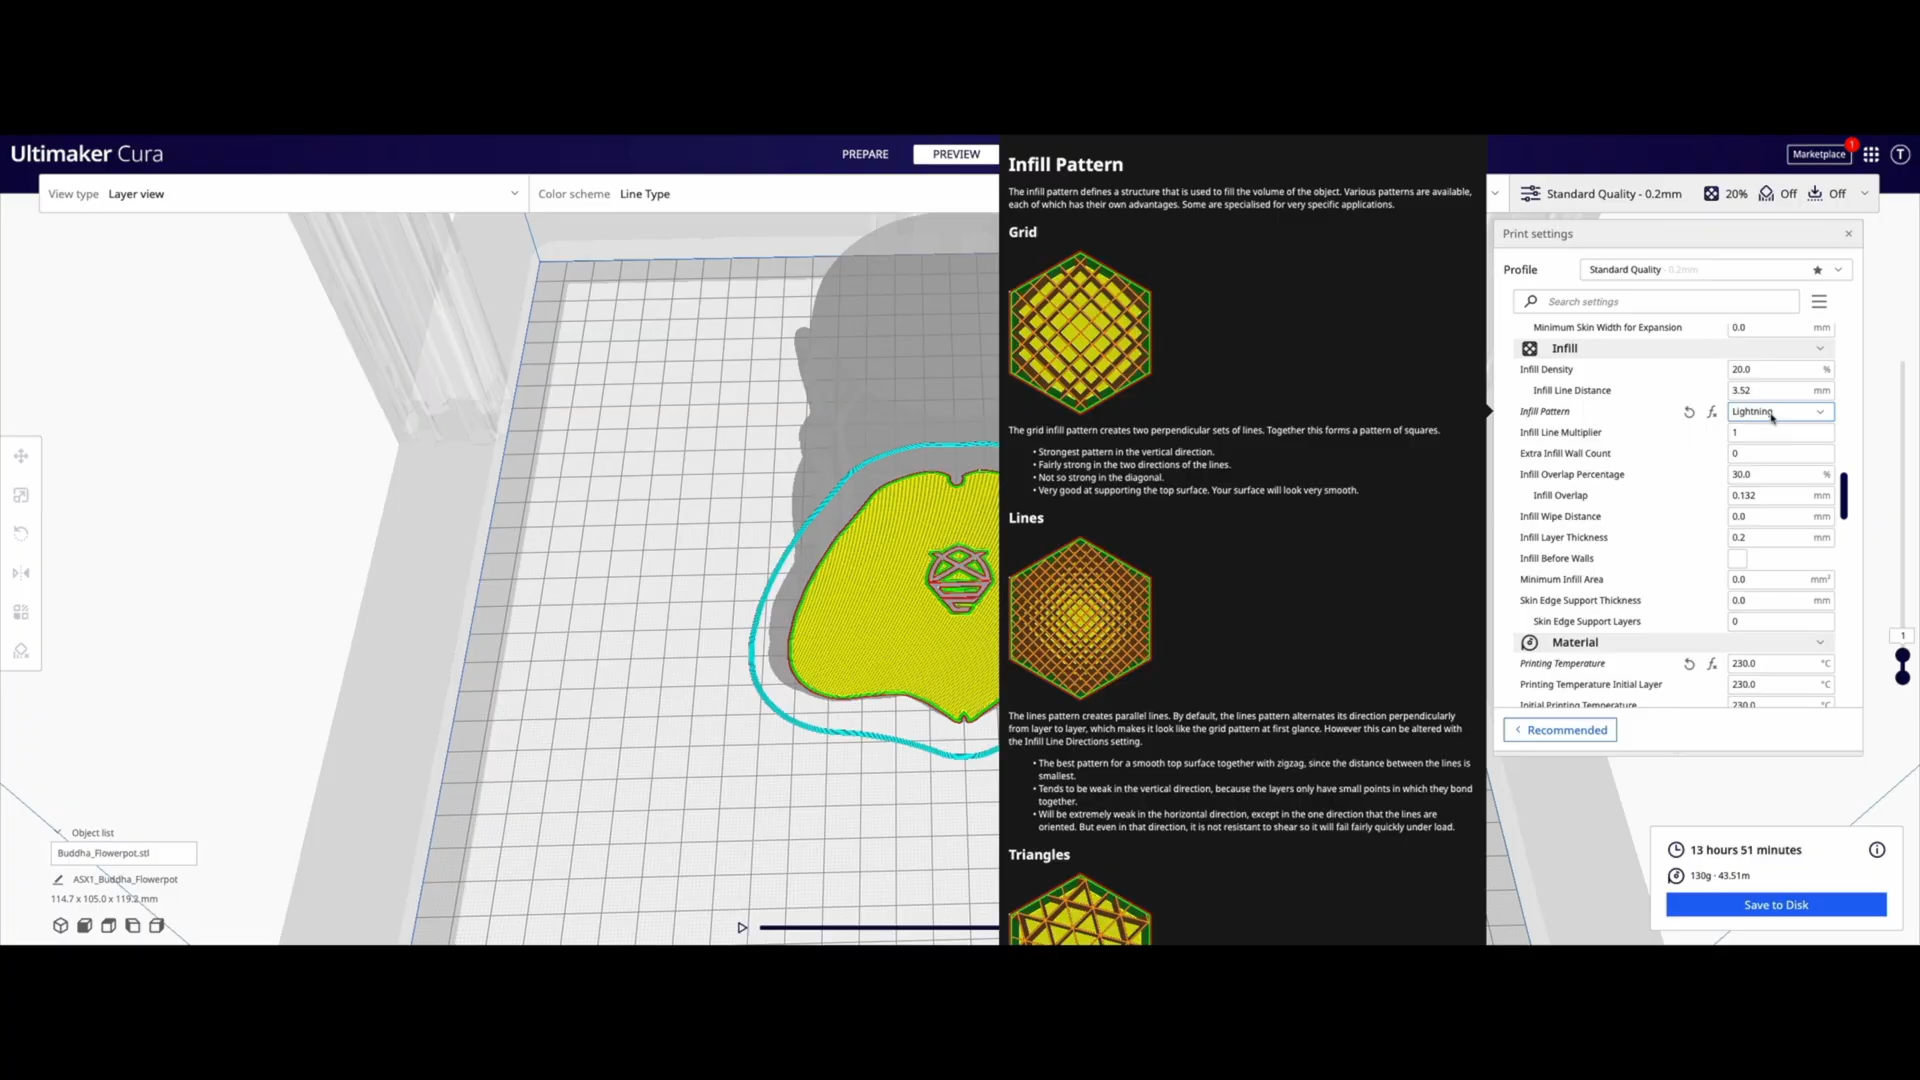 Ultimaker Cura
PREPARE
PREVIEW
Marketplace
1
T
View type Layer view
Color scheme Line Type
Standard Quality - 0.2mm
20%
Off
Off
Infill Pattern
The infill pattern defines a structure that is used to fill the volume of the object. Various patterns are available,
each of which has their own advantages. Some are specialised for very specific applications.
Grid
The grid infill pattern creates two perpendicular sets of lines. Together this forms a pattern of squares.
• Strongest pattern in the vertical direction.
• Fairly strong in the two directions of the lines.
• Not so strong in the diagonal.
• Very good at supporting the top surface. Your surface will look very smooth.
Lines
The lines pattern creates parallel lines. By default, the lines pattern alternates its direction perpendicularly
from layer to layer, which makes it look like the grid pattern at first glance. However this can be altered with
the Infill Line Directions setting.
• The best pattern for a smooth top surface together with zigzag, since the distance between the lines is
smallest.
• Tends to be weak in the vertical direction, because the layers only have small points in which they bond
together.
• Will be extremely weak in the horizontal direction, except in the one direction that the lines are
oriented. But even in that direction, it is not resistant to shear so it will fail fairly quickly under load.
Triangles
Print settings
Profile
Standard Quality - 0.2mm
Search settings
Minimum Skin Width for Expansion 0.0 mm
Infill
Infill Density 20.0 %
Infill Line Distance 3.52 mm
Infill Pattern Lightning
Infill Line Multiplier 1
Extra Infill Wall Count 0
Infill Overlap Percentage 30.0 %
Infill Overlap 0.132 mm
Infill Wipe Distance 0.0 mm
Infill Layer Thickness 0.2 mm
Infill Before Walls
Minimum Infill Area 0.0 mm²
Skin Edge Support Thickness 0.0 mm
Skin Edge Support Layers 0
Material
Printing Temperature 230.0 °C
Printing Temperature Initial Layer 230.0 °C
Initial Printing Temperature 230.0 °C
Recommended
1
Object list
Buddha_Flowerpot.stl
ASX1_Buddha_Flowerpot
114.7 x 105.0 x 119.2 mm
13 hours 51 minutes
130g · 43.51m
Save to Disk